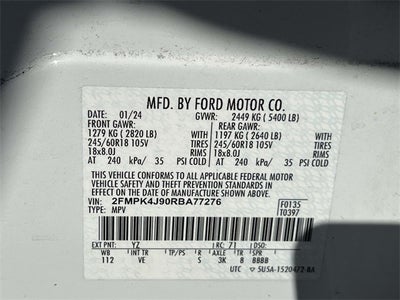 MFD. BY FORD MOTOR CO.
DATE: 01/24 GVWR: 2449 KG ( 5400 LB)
FRONT GAWR: REAR GAWR:
1279 KG ( 2820 LB) 1197 KG ( 2640 LB)
245/60R18 105V TIRES 245/60R18 105V TIRES
18x8.0J RIMS 18x8.0J RIMS
AT 240 kPa/ 35 PSI COLD AT 240 kPa/ 35 PSI COLD
THIS VEHICLE CONFORMS TO ALL APPLICABLE FEDERAL MOTOR
VEHICLE SAFETY AND THEFT PREVENTION STANDARDS IN EFFECT ON
THE DATE OF MANUFACTURE SHOWN ABOVE.
VIN: 2FMPK4J90RBA77276 F0135
TYPE: MPV T0397
EXT PNT: YZ RC: 71 DSO:
WB INT TR TP/PS R AXLE TR SPR
112 VE S 3K 8 BBBB
UTC 5U5A-1520472-BA